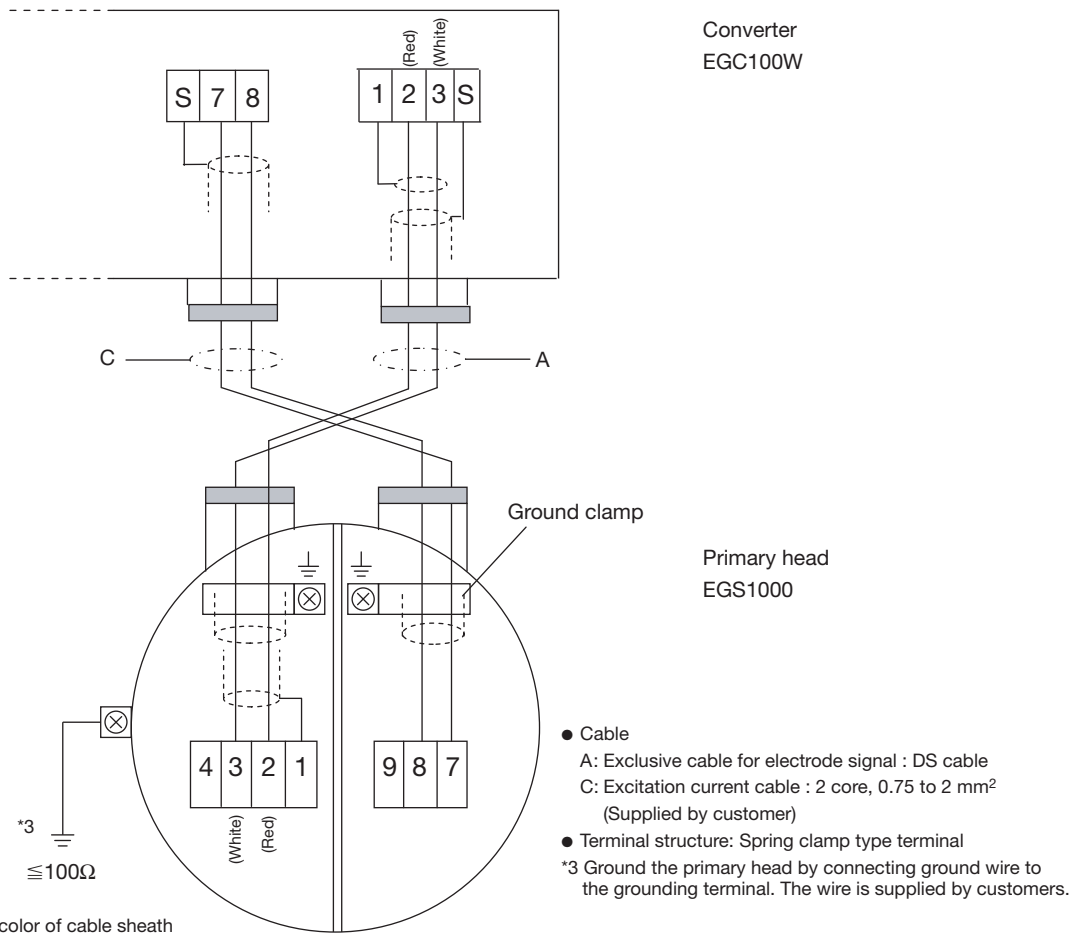 Converter
EGC100W
(Red)
(White)
S 7 8
1 2 3 S
C
A
Ground clamp
Primary head
EGS1000
4 3 2 1
9 8 7
(White)
(Red)
*3
≦100Ω
● Cable
A: Exclusive cable for electrode signal : DS cable
C: Excitation current cable : 2 core, 0.75 to 2 mm²
(Supplied by customer)
● Terminal structure: Spring clamp type terminal
*3 Ground the primary head by connecting ground wire to
the grounding terminal. The wire is supplied by customers.
color of cable sheath